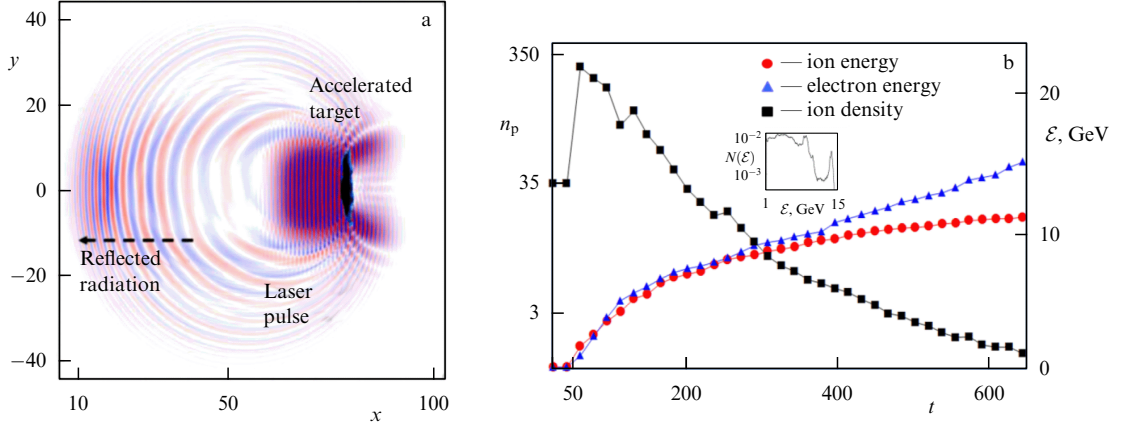 a
40
y
20
0
−20
−40
Accelerated
target
Reflected
radiation
Laser
pulse
10
50
100
x
b
350
n_p
35
3
ion energy
electron energy
ion density
20
ℰ, GeV
10
0
10⁻²
N(ℰ)
10⁻³
1
15
ℰ, GeV
50
200
400
600
t